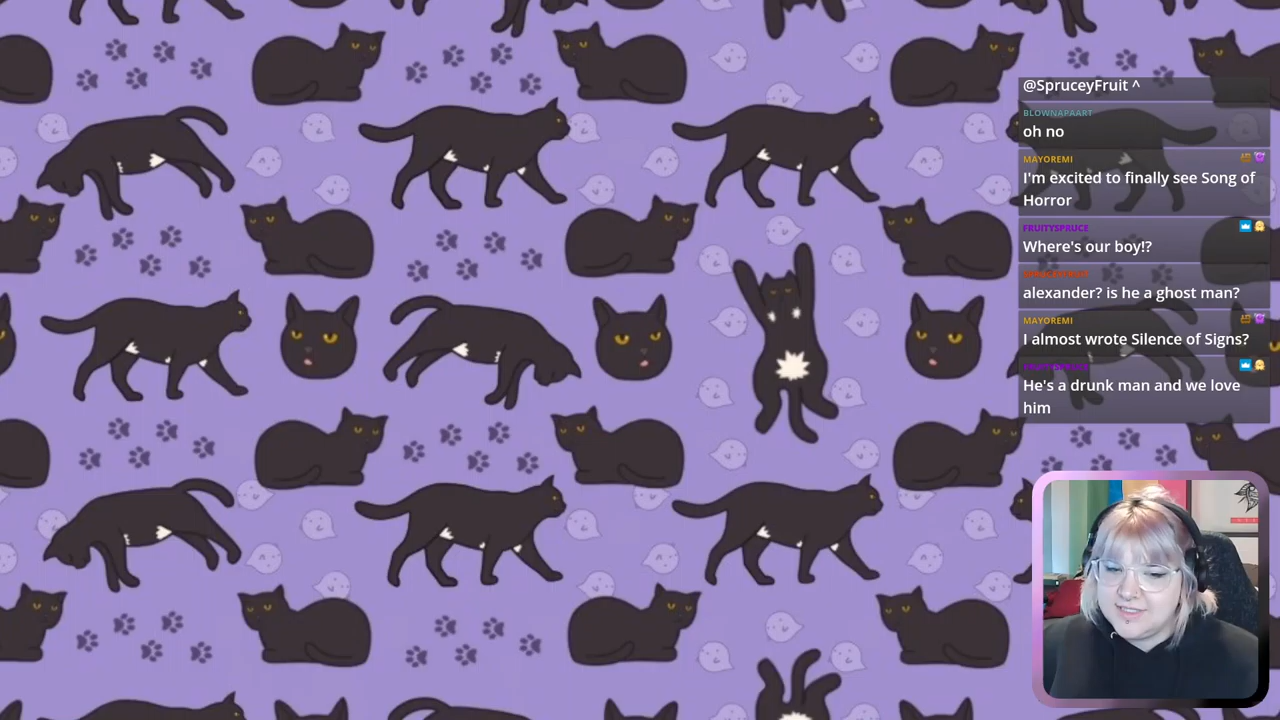 @SpruceyFruit ^
BLOWNAPAART
oh no
MAYOREMI
I'm excited to finally see Song of
Horror
FRUITYSPRUCE
Where's our boy!?
alexander? is he a ghost man?
MAYOREMI
I almost wrote Silence of Signs?
He's a drunk man and we love
him